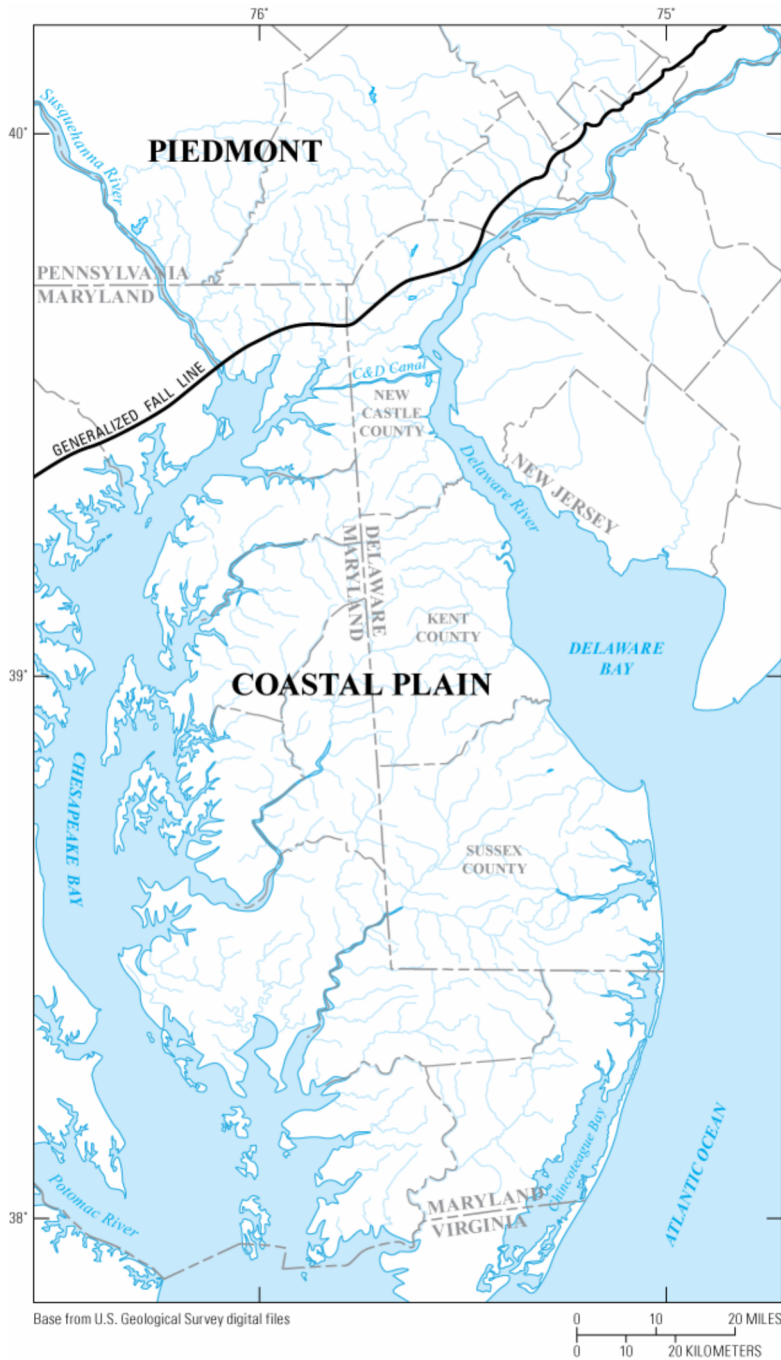 76°
75°
Susquehanna River
40°
PIEDMONT
PENNSYLVANIA
MARYLAND
GENERALIZED FALL LINE
C&D Canal
NEW
CASTLE
COUNTY
Delaware River
NEW JERSEY
DELAWARE
MARYLAND
KENT
COUNTY
DELAWARE
BAY
39°
COASTAL PLAIN
CHESAPEAKE BAY
SUSSEX
COUNTY
Chincoteague Bay
ATLANTIC OCEAN
Potomac River
MARYLAND
VIRGINIA
38°
Base from U.S. Geological Survey digital files
0 10 20 MILES
0 10 20 KILOMETERS